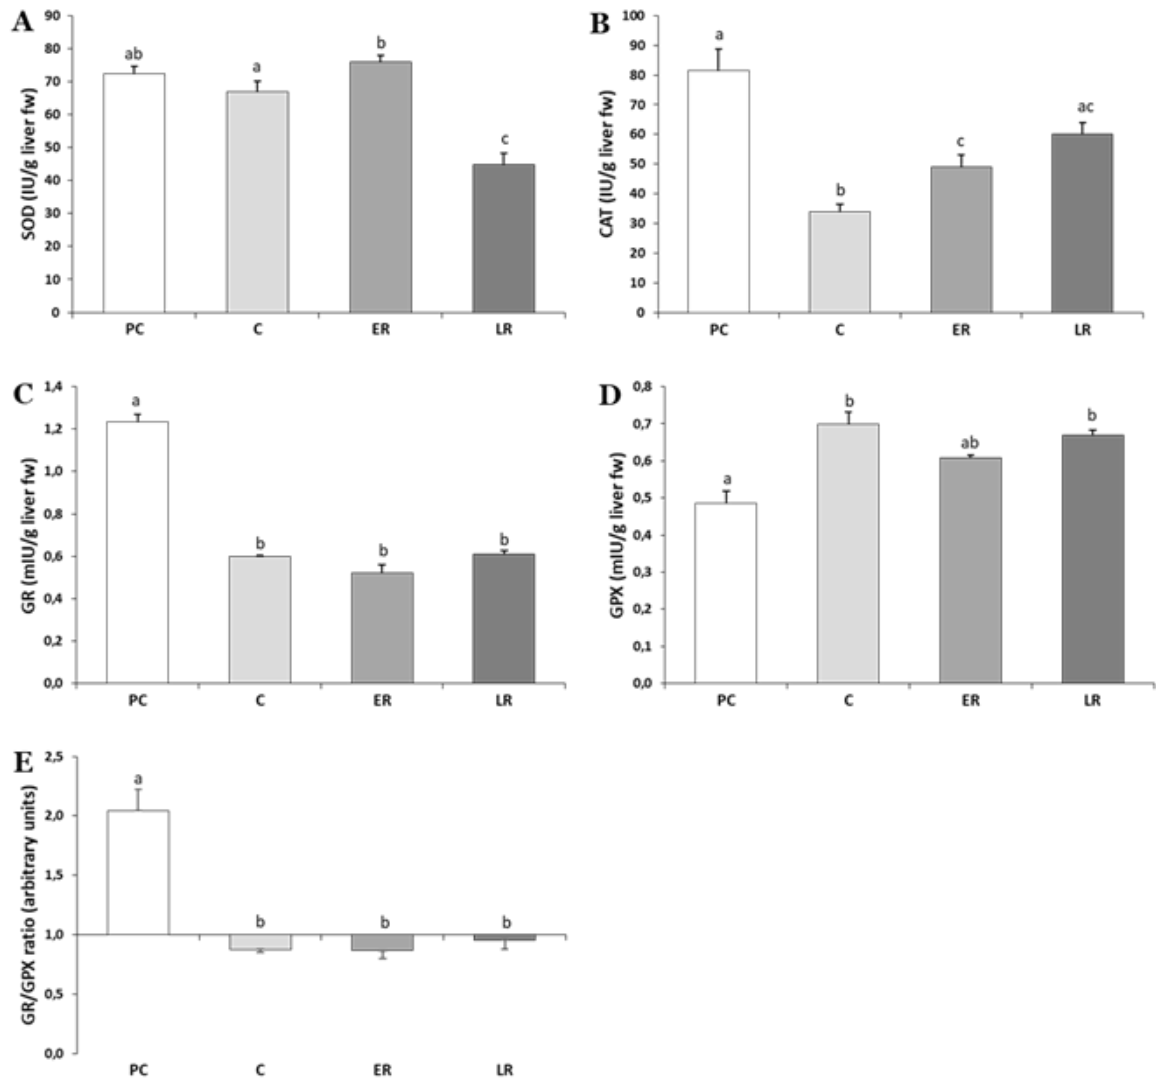 A
SOD (IU/g liver fw)
90
80
70
60
50
40
30
20
10
0
ab
a
b
c
PC C ER LR
B
CAT (IU/g liver fw)
100
90
80
70
60
50
40
30
20
10
0
a
b
c
ac
PC C ER LR
C
GR (mIU/g liver fw)
1,4
1,2
1,0
0,8
0,6
0,4
0,2
0,0
a
b
b
b
PC C ER LR
D
GPX (mIU/g liver fw)
0,8
0,7
0,6
0,5
0,4
0,3
0,2
0,1
0,0
a
b
ab
b
PC C ER LR
E
GR/GPX ratio (arbitrary units)
2,5
2,0
1,5
1,0
0,5
0,0
a
b
b
b
PC C ER LR